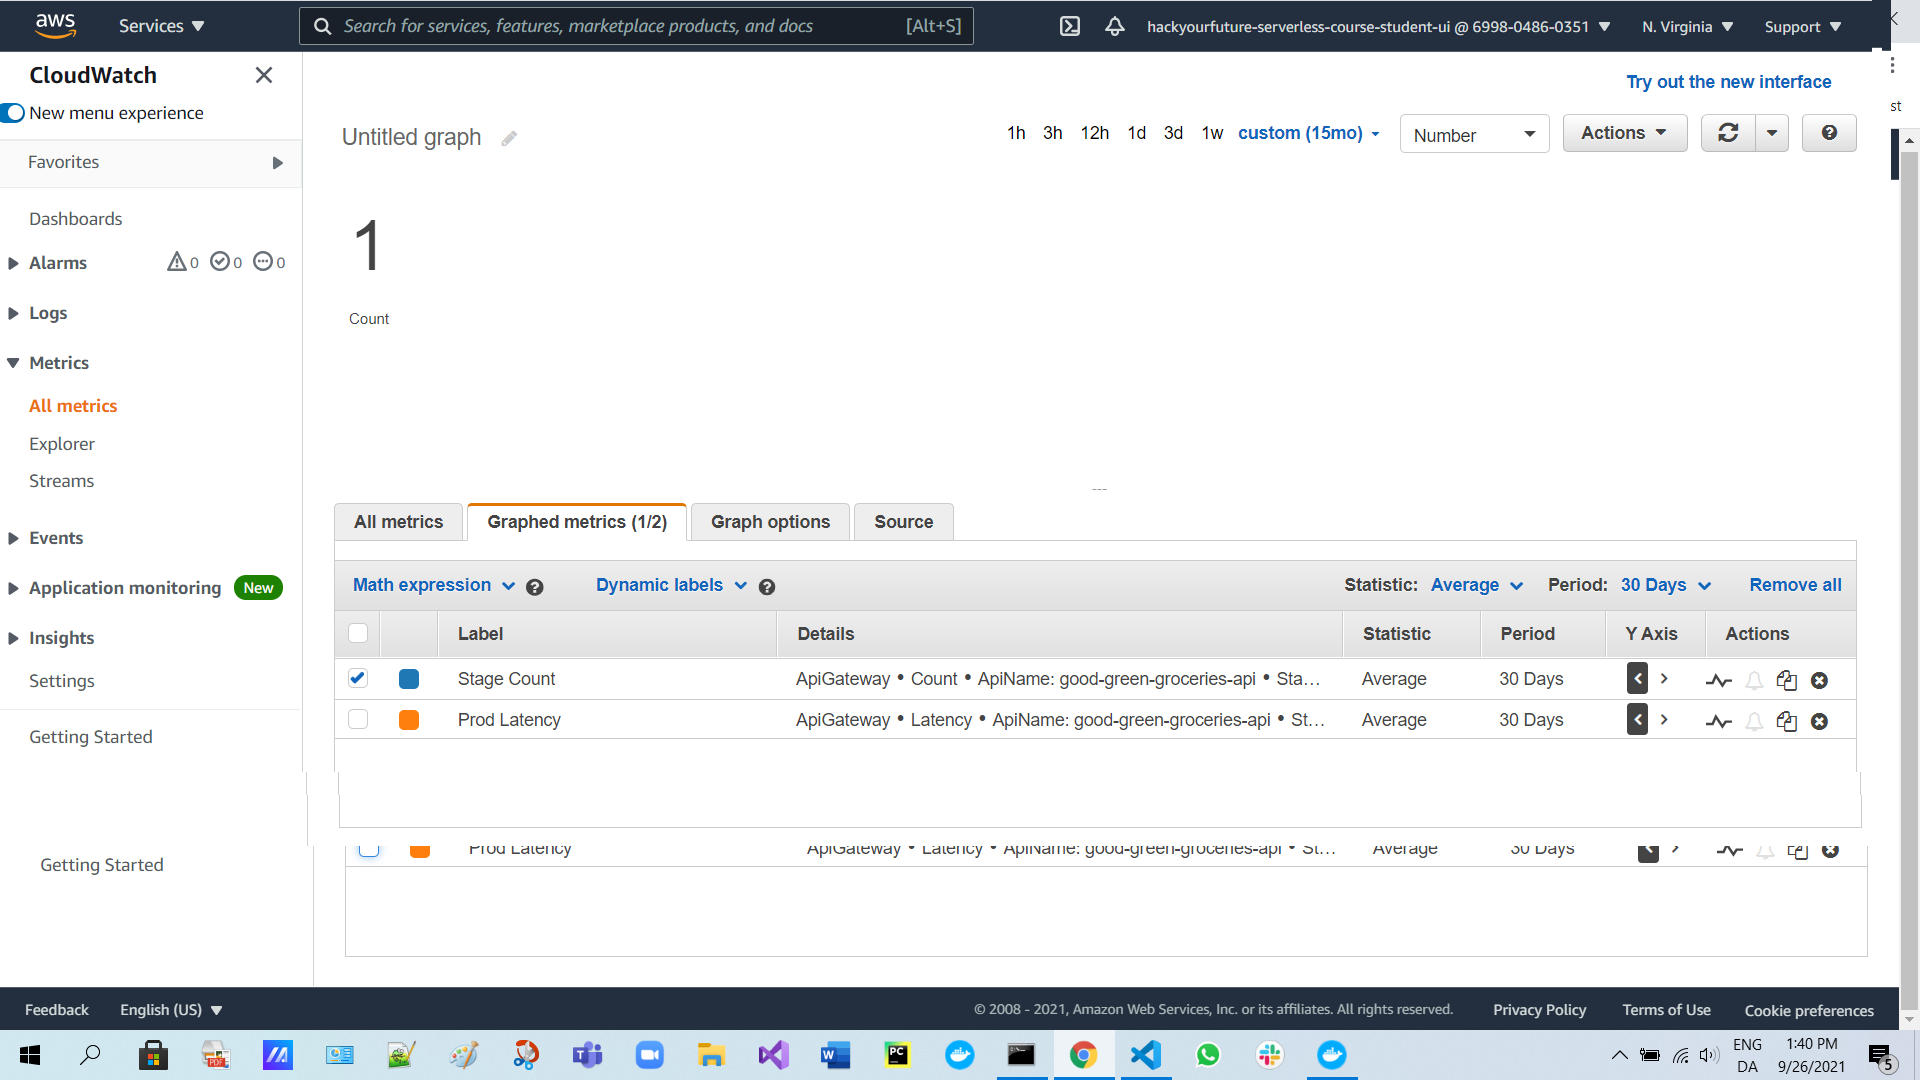 aws
Services
Search for services, features, marketplace products, and docs [Alt+S]
hackyourfuture-serverless-course-student-ui @ 6998-0486-0351
N. Virginia
Support
CloudWatch
New menu experience
Favorites
Dashboards
Alarms 0 0 0
Logs
Metrics
All metrics
Explorer
Streams
Events
Application monitoring New
Insights
Settings
Getting Started
Getting Started
Try out the new interface
st
Untitled graph
1h 3h 12h 1d 3d 1w custom (15mo) Number Actions
1
Count
All metrics Graphed metrics (1/2) Graph options Source
Math expression Dynamic labels Statistic: Average Period: 30 Days Remove all
Label Details Statistic Period Y Axis Actions
Stage Count ApiGateway • Count • ApiName: good-green-groceries-api • Sta... Average 30 Days
Prod Latency ApiGateway • Latency • ApiName: good-green-groceries-api • St... Average 30 Days
Prod Latency ApiGateway • Latency • ApiName: good-green-groceries-api • St... Average 30 Days
Feedback English (US) © 2008 - 2021, Amazon Web Services, Inc. or its affiliates. All rights reserved. Privacy Policy Terms of Use Cookie preferences
PDF
PC
ENG
DA
1:40 PM
9/26/2021
5